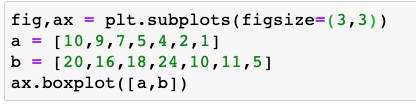 fig,ax = plt.subplots(figsize=(3,3))
a = [10,9,7,5,4,2,1]
b = [20,16,18,24,10,11,5]
ax.boxplot([a,b])